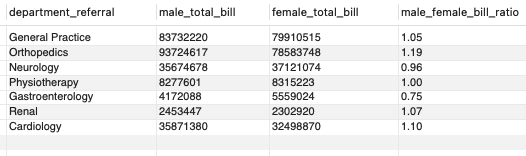 department_referral male_total_bill female_total_bill male_female_bill_ratio
General Practice 83732220 79910515 1.05
Orthopedics 93724617 78583748 1.19
Neurology 35674678 37121074 0.96
Physiotherapy 8277601 8315223 1.00
Gastroenterology 4172088 5559024 0.75
Renal 2453447 2302920 1.07
Cardiology 35871380 32498870 1.10